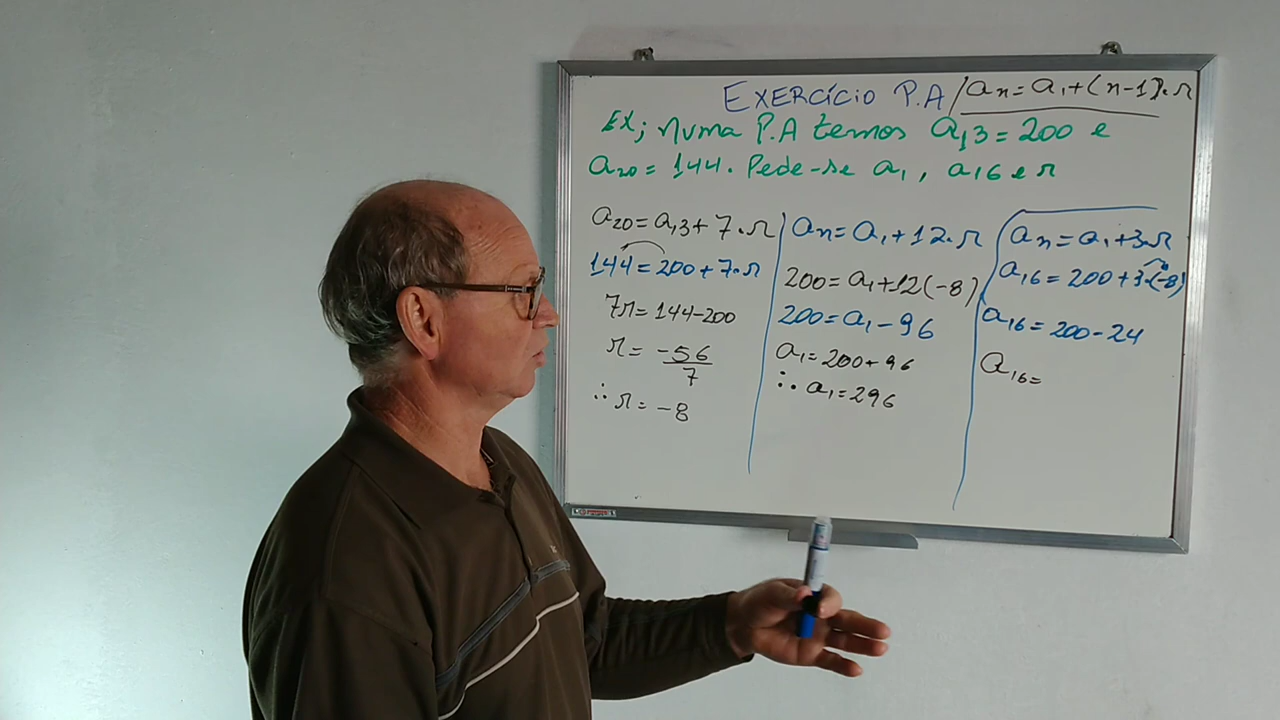 EXERCÍCIO P.A / an = a1 + (n-1).r
Ex; numa P.A temos a13 = 200 e
a20 = 144. Pede-se a1, a16 e r
a20 = a13 + 7.r
144 = 200 + 7.r
7r = 144-200
r = -56/7
∴ r = -8
an = a1 + 12.r
200 = a1 + 12(-8)
200 = a1 - 96
a1 = 200 + 96
∴ a1 = 296
an = a1 + 3.r
a16 = 200 + 3.(-8)
a16 = 200 - 24
a16 =